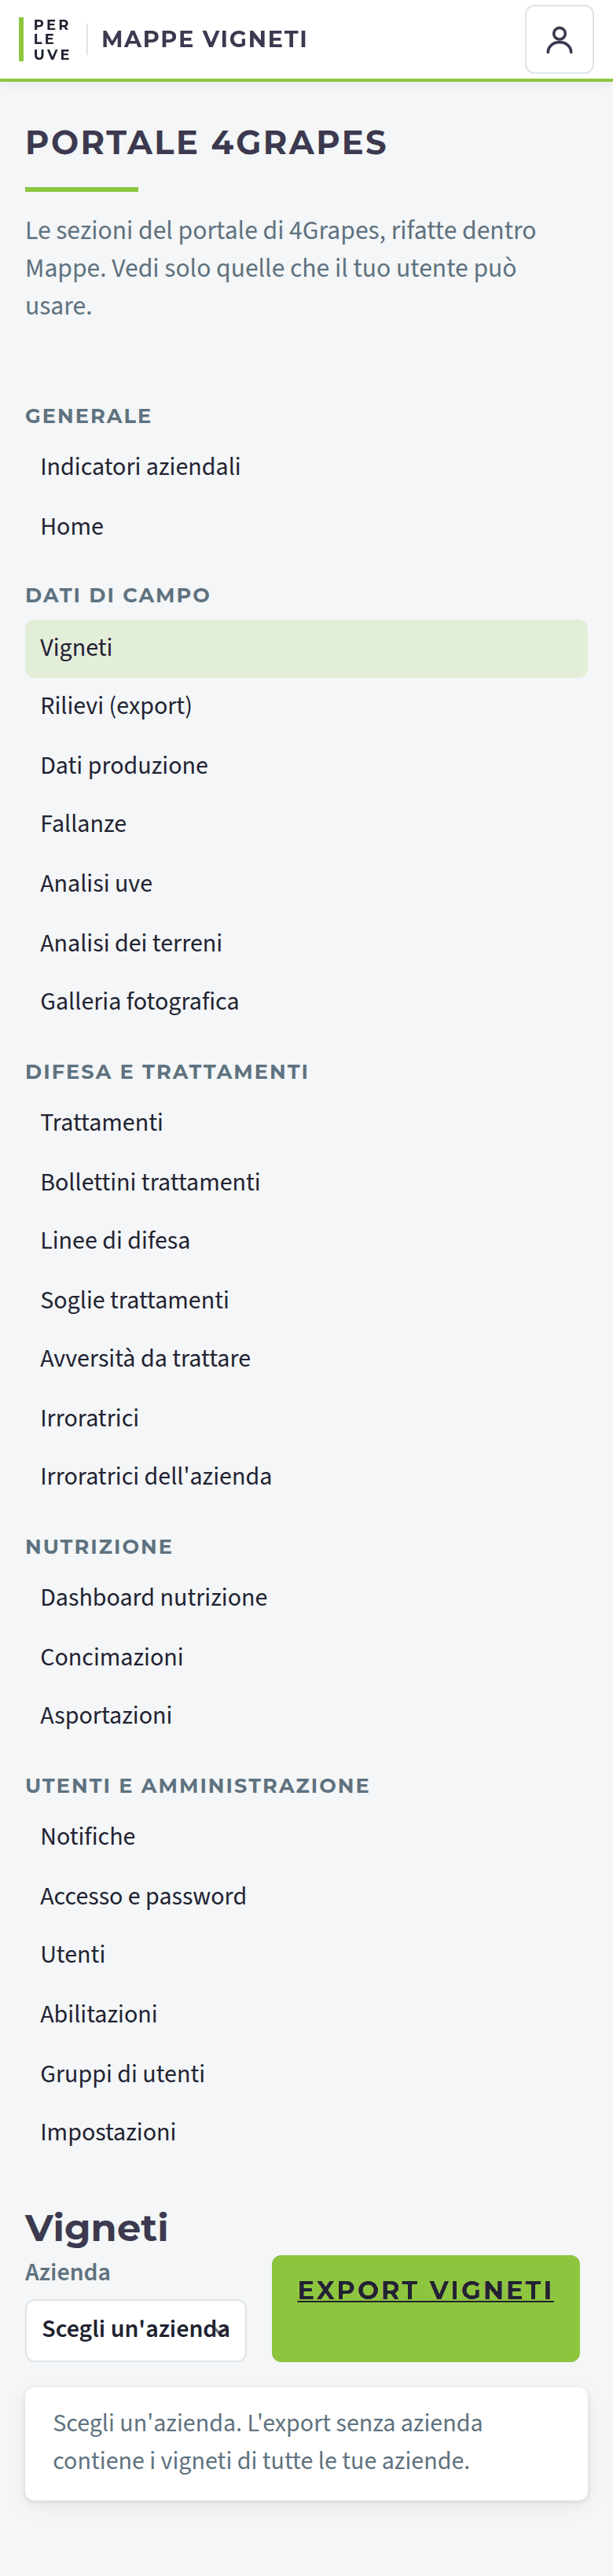 PER
LE
UVE
MAPPE VIGNETI
PORTALE 4GRAPES
Le sezioni del portale di 4Grapes, rifatte dentro
Mappe. Vedi solo quelle che il tuo utente può
usare.
GENERALE
Indicatori aziendali
Home
DATI DI CAMPO
Vigneti
Rilievi (export)
Dati produzione
Fallanze
Analisi uve
Analisi dei terreni
Galleria fotografica
DIFESA E TRATTAMENTI
Trattamenti
Bollettini trattamenti
Linee di difesa
Soglie trattamenti
Avversità da trattare
Irroratrici
Irroratrici dell'azienda
NUTRIZIONE
Dashboard nutrizione
Concimazioni
Asportazioni
UTENTI E AMMINISTRAZIONE
Notifiche
Accesso e password
Utenti
Abilitazioni
Gruppi di utenti
Impostazioni
Vigneti
Azienda
Scegli un'azienda
EXPORT VIGNETI
Scegli un'azienda. L'export senza azienda
contiene i vigneti di tutte le tue aziende.